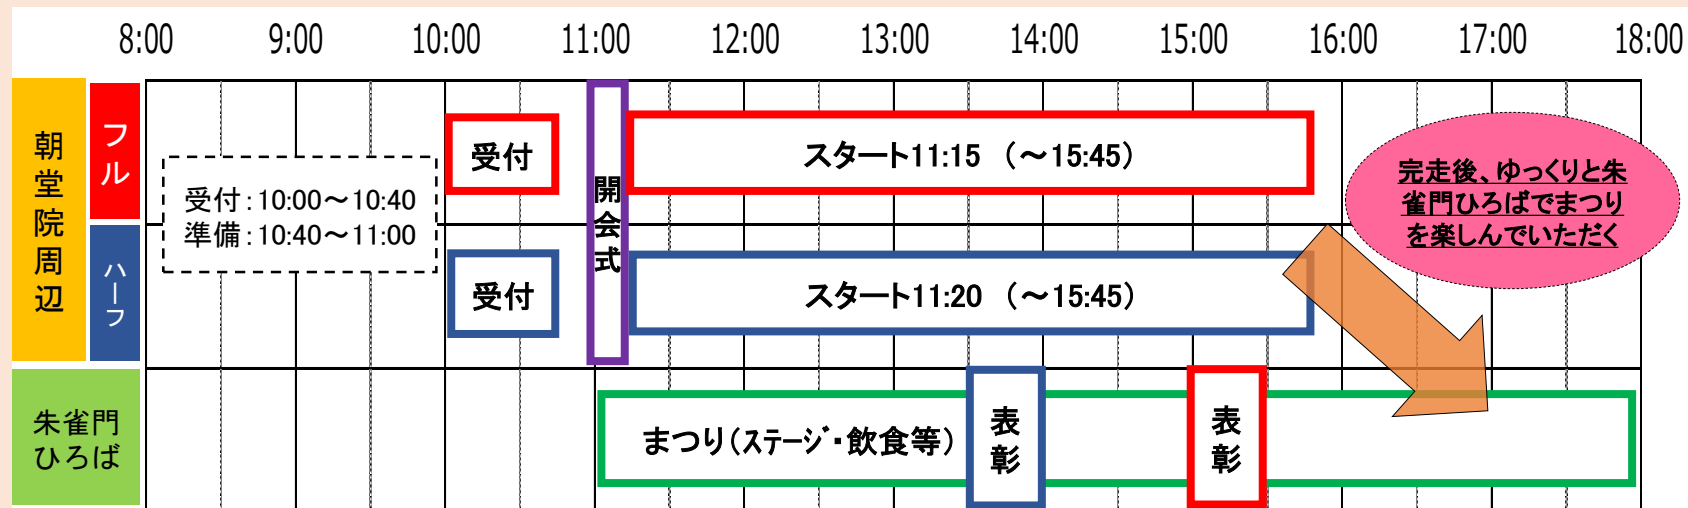 8:00 9:00 10:00 11:00 12:00 13:00 14:00 15:00 16:00 17:00 18:00
朝堂院周辺
フル
受付：10:00～10:40
準備：10:40～11:00
受付
開会式
スタート11:15 （～15:45）
完走後、ゆっくりと朱
雀門ひろばでまつり
を楽しんでいただく
ハーフ
受付
スタート11:20 （～15:45）
朱雀門
ひろば
まつり（ｽﾃｰｼﾞ・飲食等）
表彰
表彰